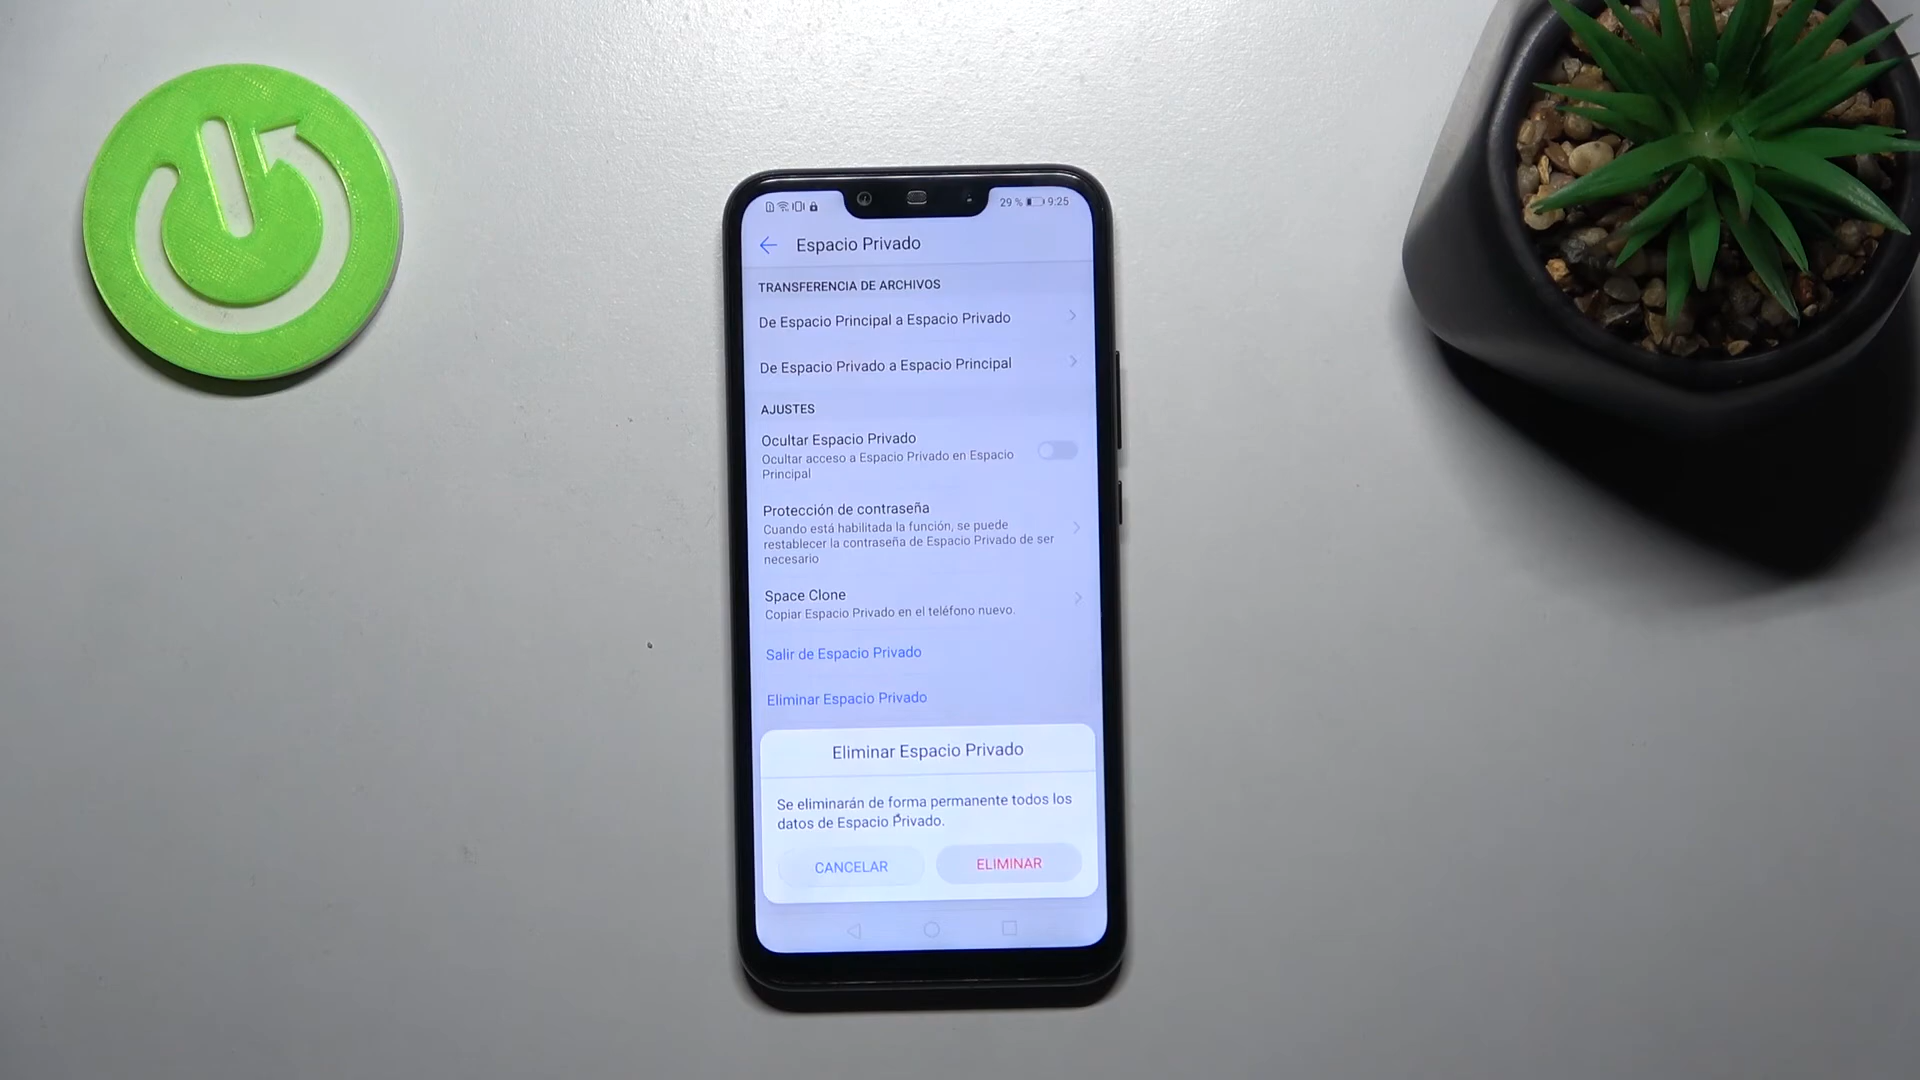 29 % 9:25
Espacio Privado
TRANSFERENCIA DE ARCHIVOS
De Espacio Principal a Espacio Privado
De Espacio Privado a Espacio Principal
AJUSTES
Ocultar Espacio Privado
Ocultar acceso a Espacio Privado en Espacio
Principal
Protección de contraseña
Cuando está habilitada la función, se puede
restablecer la contraseña de Espacio Privado de ser
necesario
Space Clone
Copiar Espacio Privado en el teléfono nuevo.
Salir de Espacio Privado
Eliminar Espacio Privado
Eliminar Espacio Privado
Se eliminarán de forma permanente todos los
datos de Espacio Privado.
CANCELAR ELIMINAR